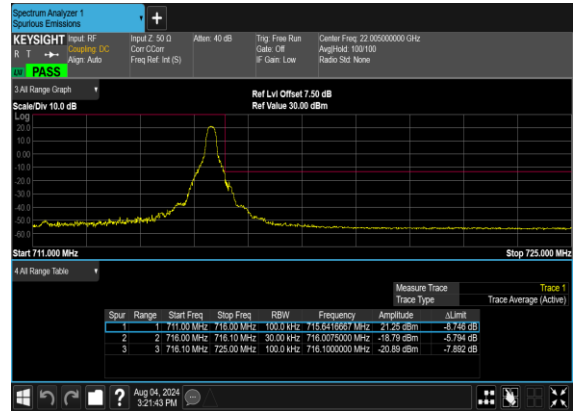 Spectrum Analyzer 1
Spurious Emissions
KEYSIGHT Input: RF Input Z: 50 Ω Atten: 40 dB Trig: Free Run Center Freq: 22.005000000 GHz
R T Coupling: DC Corr CCorr Gate: Off Avg|Hold: 100/100
Align: Auto Freq Ref: Int (S) IF Gain: Low Radio Std: None
LW PASS
3 All Range Graph
Ref Lvl Offset 7.50 dB
Scale/Div 10.0 dB Ref Value 30.00 dBm
Log
20.0
10.0
0.00
-10.0
-20.0
-30.0
-40.0
-50.0
-60.0
Start 711.000 MHz Stop 725.000 MHz
4 All Range Table
Measure Trace Trace 1
Trace Type Trace Average (Active)
Spur Range Start Freq Stop Freq RBW Frequency Amplitude ΔLimit
1 1 711.00 MHz 716.00 MHz 100.0 kHz 715.6416667 MHz 21.25 dBm -8.746 dB
2 2 716.00 MHz 716.10 MHz 30.00 kHz 716.0075000 MHz -18.79 dBm -5.794 dB
3 3 716.10 MHz 725.00 MHz 100.0 kHz 716.1000000 MHz -20.89 dBm -7.892 dB
Aug 04, 2024
3:21:43 PM